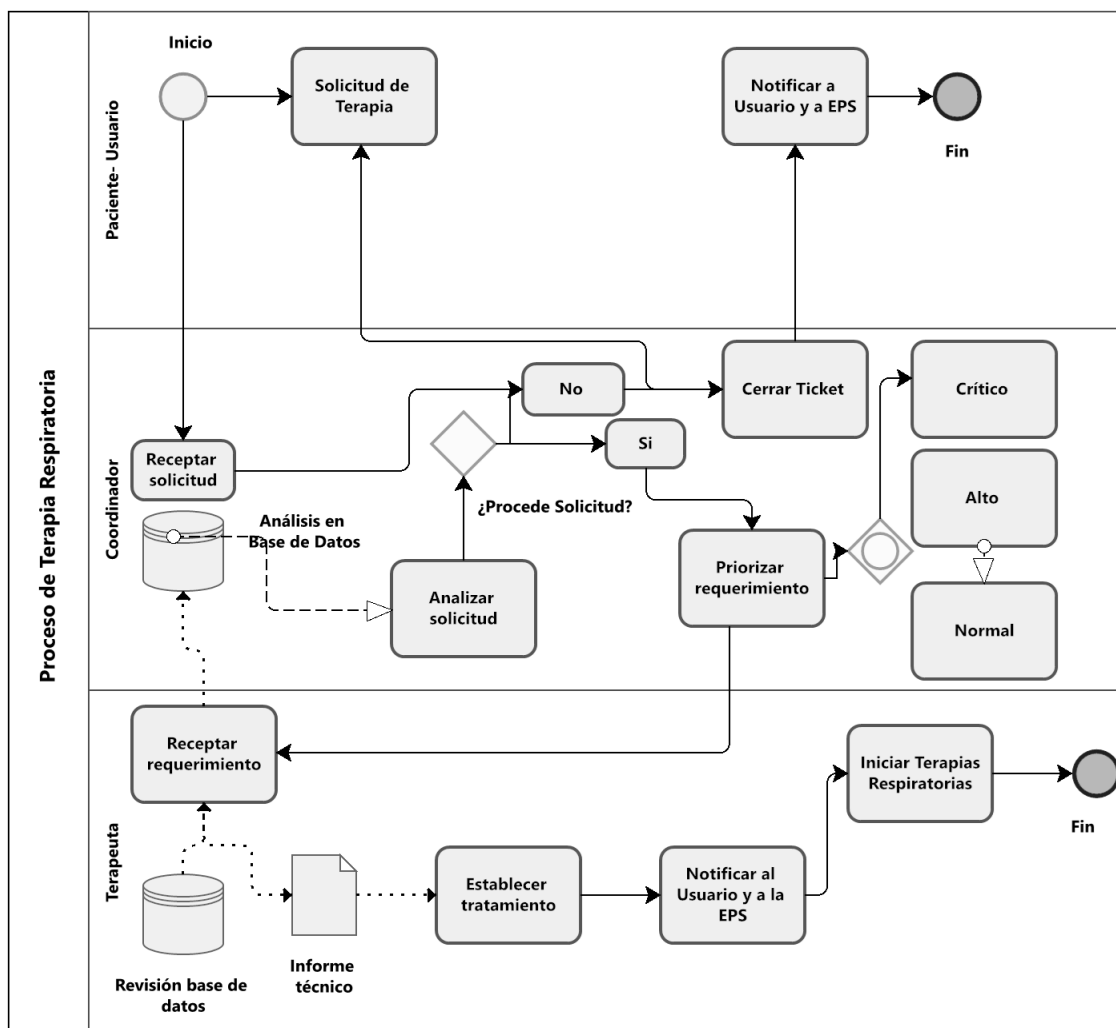 Proceso de Terapia Respiratoria
Paciente- Usuario
Inicio
Solicitud de
Terapia
Notificar a
Usuario y a EPS
Fin
Coordinador
Receptar
solicitud
No
Si
Cerrar Ticket
Crítico
¿Procede Solicitud?
Alto
Análisis en
Base de Datos
Analizar
solicitud
Priorizar
requerimiento
Normal
Terapeuta
Receptar
requerimiento
Iniciar Terapias
Respiratorias
Fin
Revisión base de
datos
Informe
técnico
Establecer
tratamiento
Notificar al
Usuario y a la
EPS